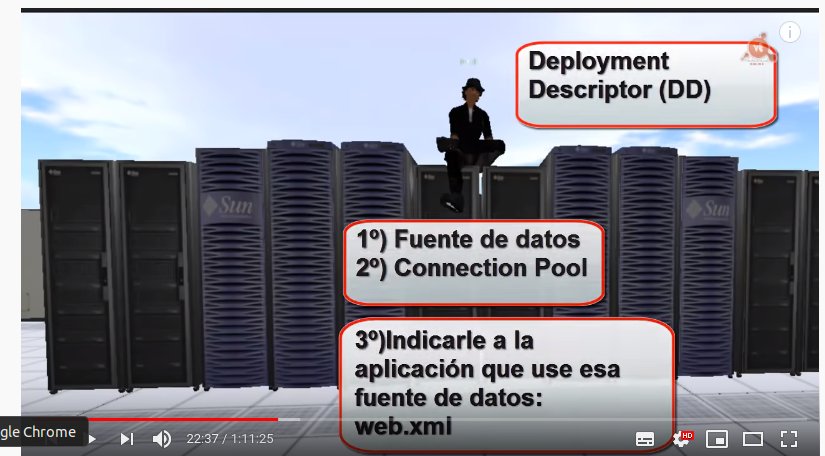 Deployment
Descriptor (DD)
Sun
Sun
1º) Fuente de datos
2º) Connection Pool
3º)Indicarle a la
aplicación que use esa
fuente de datos:
web.xml
gle Chrome
22:37 / 1:11:25
HD